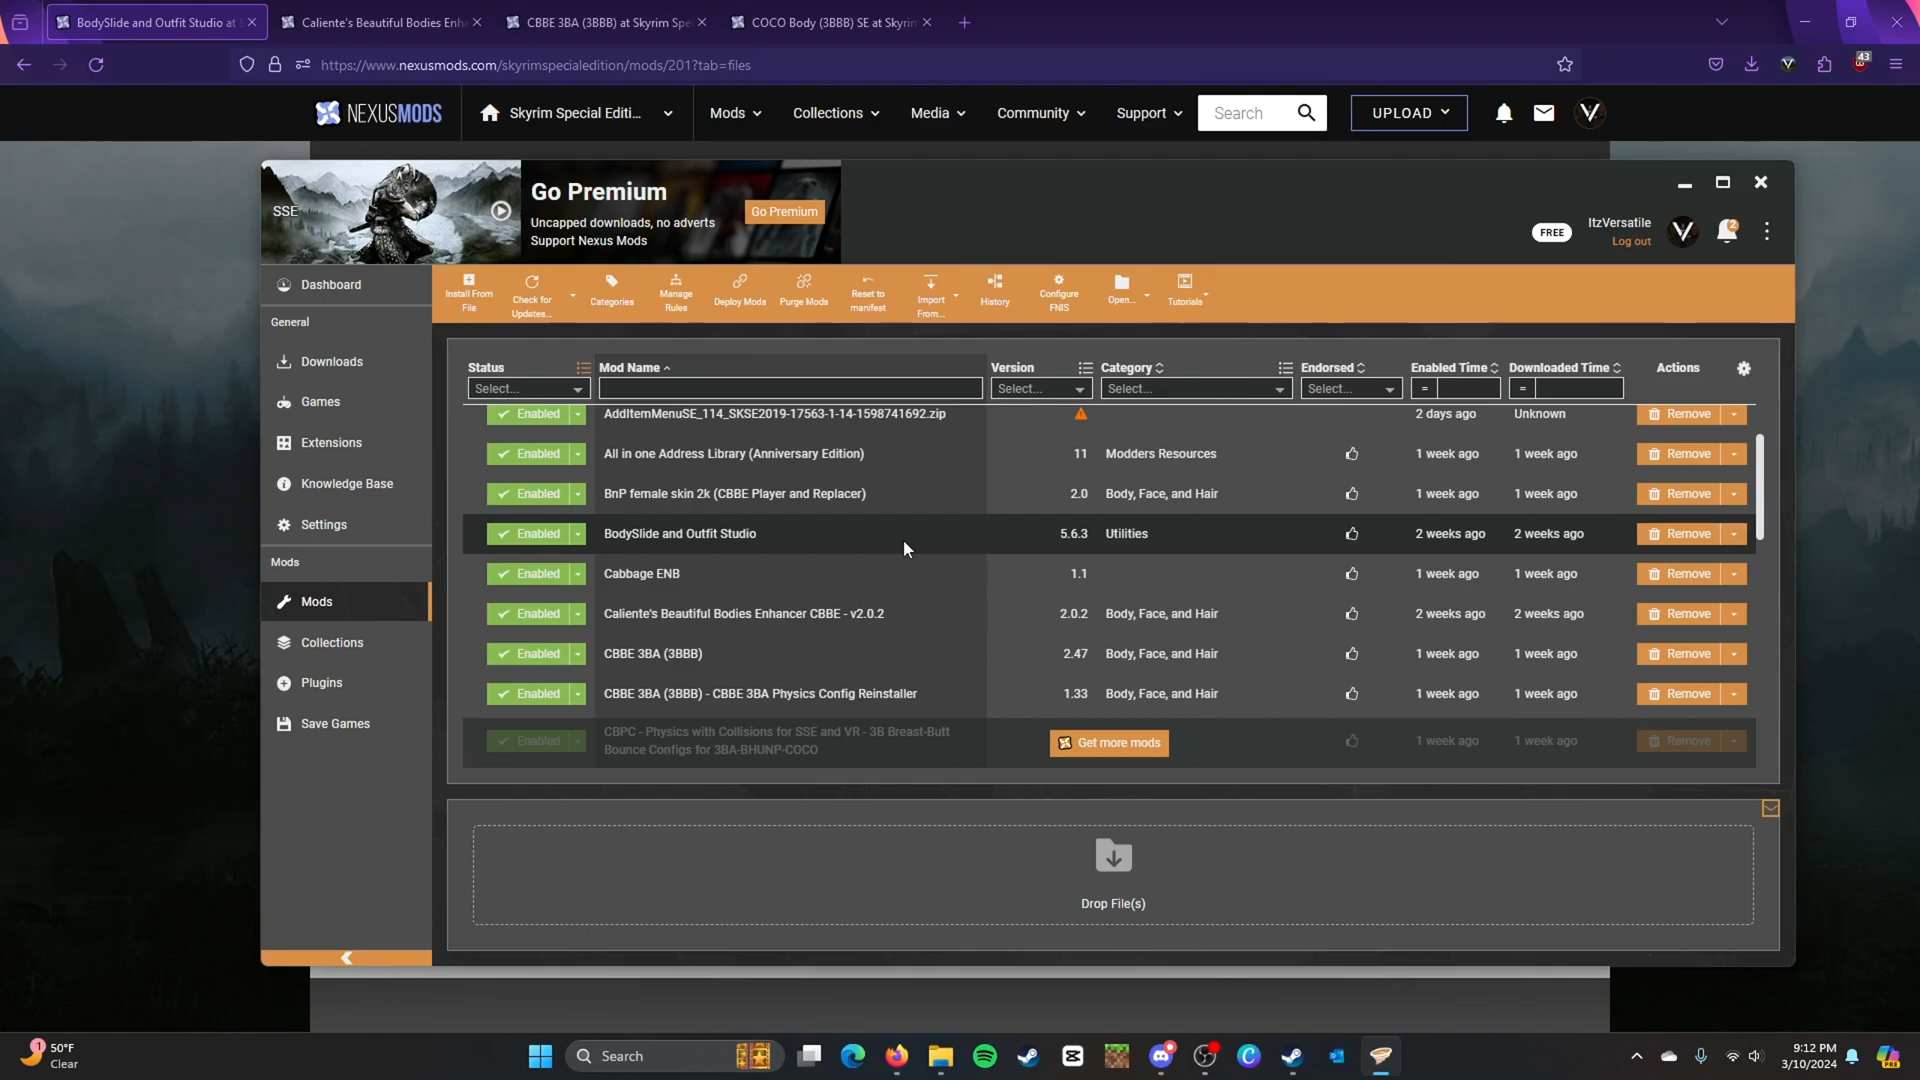 BodySlide and Outfit Studio at S
Caliente's Beautiful Bodies Enha
CBBE 3BA (3BBB) at Skyrim Spe
COCO Body (3BBB) SE at Skyrim
https://www.nexusmods.com/skyrimspecialedition/mods/201?tab=files
43
NEXUSMODS
Skyrim Special Editi...
Mods
Collections
Media
Community
Support
Search
UPLOAD
SSE
Go Premium
Uncapped downloads, no adverts
Support Nexus Mods
Go Premium
FREE
ItzVersatile
Log out
2
Dashboard
General
Downloads
Games
Extensions
Knowledge Base
Settings
Mods
Mods
Collections
Plugins
Save Games
Install From
File
Check for
Updates...
Categories
Manage
Rules
Deploy Mods
Purge Mods
Reset to
manifest
Import
From...
History
Configure
FNIS
Open...
Tutorials
Status Mod Name Version Category Endorsed Enabled Time Downloaded Time Actions
Select... Select... Select... Select... = =
Enabled AddItemMenuSE_114_SKSE2019-17563-1-14-1598741692.zip 2 days ago Unknown Remove
Enabled All in one Address Library (Anniversary Edition) 11 Modders Resources 1 week ago 1 week ago Remove
Enabled BnP female skin 2k (CBBE Player and Replacer) 2.0 Body, Face, and Hair 1 week ago 1 week ago Remove
Enabled BodySlide and Outfit Studio 5.6.3 Utilities 2 weeks ago 2 weeks ago Remove
Enabled Cabbage ENB 1.1 1 week ago 1 week ago Remove
Enabled Caliente's Beautiful Bodies Enhancer CBBE - v2.0.2 2.0.2 Body, Face, and Hair 2 weeks ago 2 weeks ago Remove
Enabled CBBE 3BA (3BBB) 2.47 Body, Face, and Hair 1 week ago 1 week ago Remove
Enabled CBBE 3BA (3BBB) - CBBE 3BA Physics Config Reinstaller 1.33 Body, Face, and Hair 1 week ago 1 week ago Remove
Enabled CBPC - Physics with Collisions for SSE and VR - 3B Breast-Butt
Bounce Configs for 3BA-BHUNP-COCO 1 week ago 1 week ago Remove
Get more mods
Drop File(s)
1
50°F
Clear
Search
9:12 PM
3/10/2024
PRE